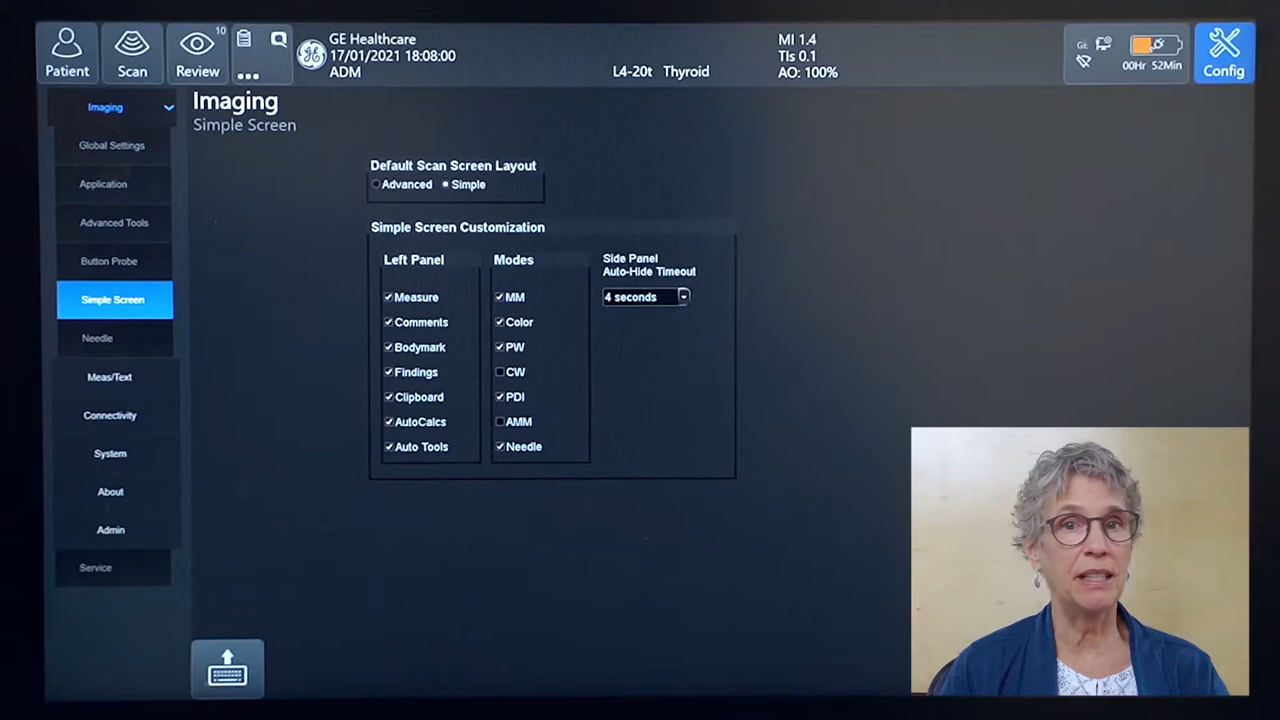 10
GE Healthcare
17/01/2021 18:08:00
ADM
L4-20t Thyroid
MI 1.4
TIs 0.1
AO: 100%
GE
00Hr 52Min
Patient
Scan
Review
Config
Imaging
Imaging
Simple Screen
Global Settings
Application
Advanced Tools
Button Probe
Simple Screen
Needle
Meas/Text
Connectivity
System
About
Admin
Service
Default Scan Screen Layout
Advanced Simple
Simple Screen Customization
Left Panel
Measure
Comments
Bodymark
Findings
Clipboard
AutoCalcs
Auto Tools
Modes
MM
Color
PW
CW
PDI
AMM
Needle
Side Panel
Auto-Hide Timeout
4 seconds